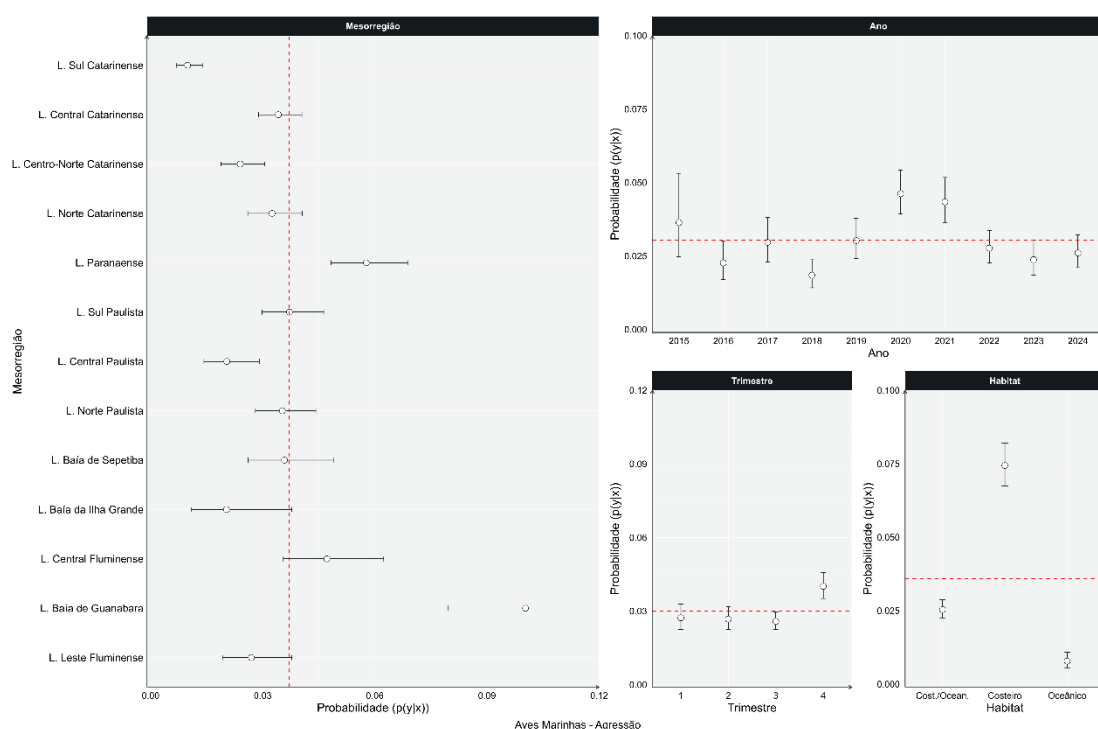 Mesorregião
Mesorregião
L. Sul Catarinense
L. Central Catarinense
L. Centro-Norte Catarinense
L. Norte Catarinense
L. Paranaense
L. Sul Paulista
L. Central Paulista
L. Norte Paulista
L. Baía de Sepetiba
L. Baía da Ilha Grande
L. Central Fluminense
L. Baia de Guanabara
L. Leste Fluminense
0.00 0.03 0.06 0.09 0.12
Probabilidade (p(y|x))
Ano
Probabilidade (p(y|x))
0.100
0.075
0.050
0.025
0.000
2015 2016 2017 2018 2019 2020 2021 2022 2023 2024
Ano
Trimestre
Probabilidade (p(y|x))
0.12
0.09
0.06
0.03
0.00
1 2 3 4
Trimestre
Habitat
Probabilidade (p(y|x))
0.100
0.075
0.050
0.025
0.000
Cost./Ocean. Costeiro Oceânico
Habitat
Aves Marinhas - Agressão